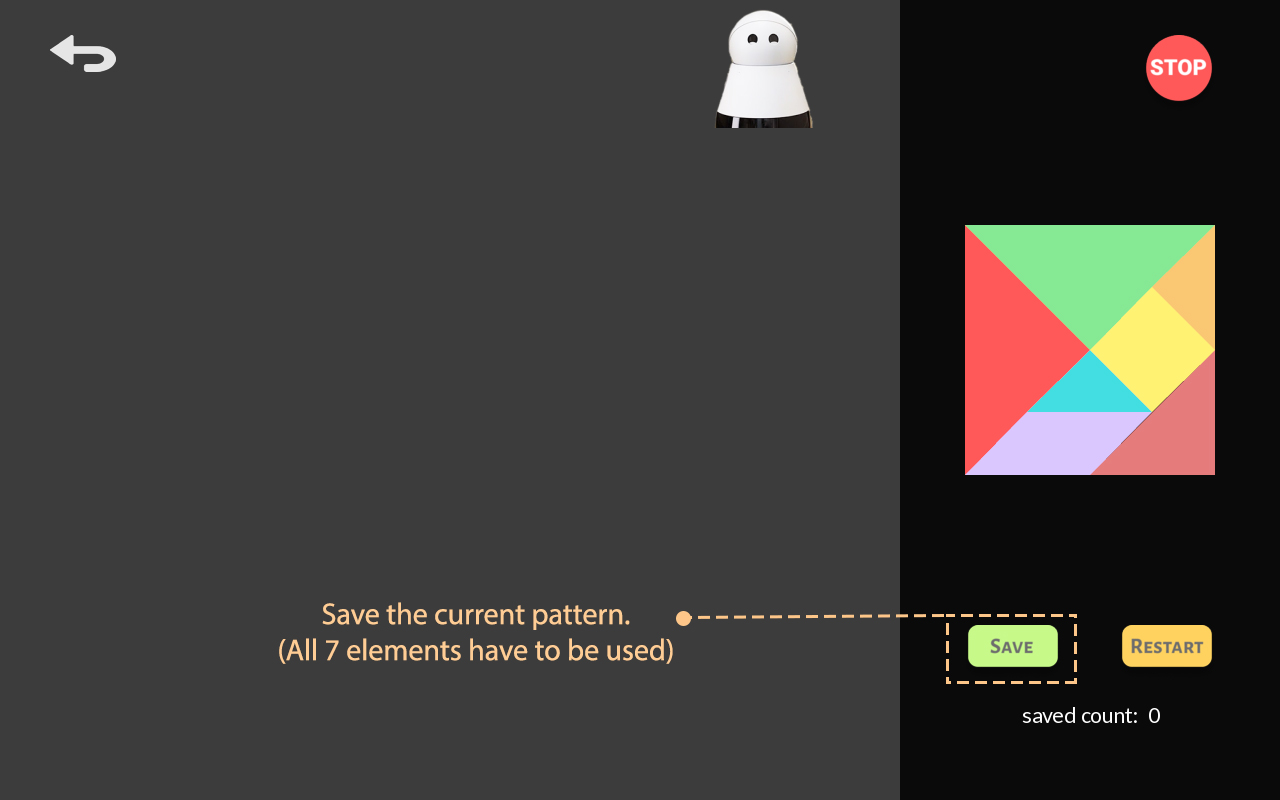 STOP
Save the current pattern.
(All 7 elements have to be used)
SAVE
RESTART
saved count: 0